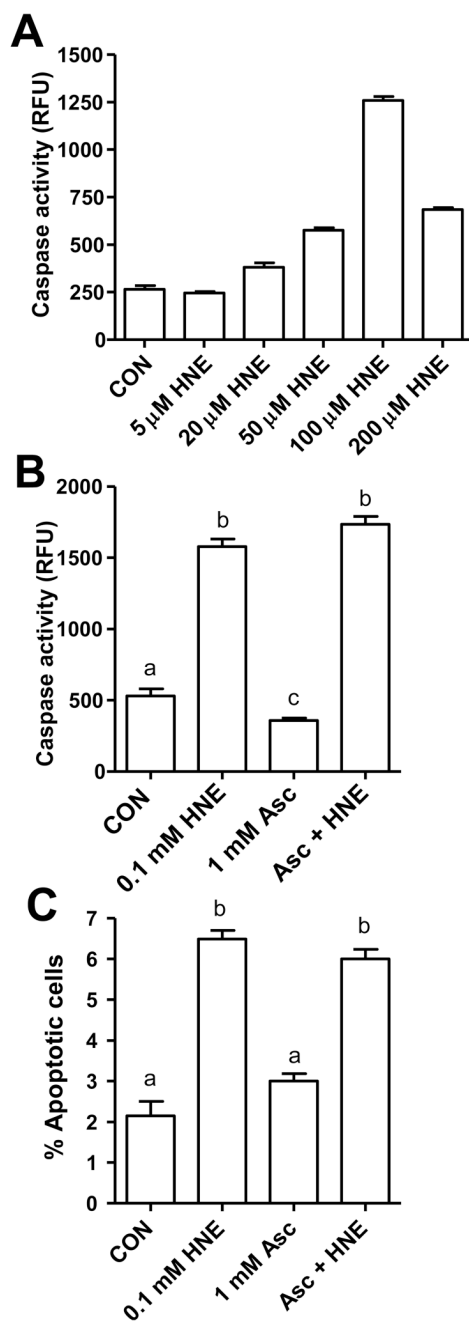 A
Caspase activity (RFU)
1500
1250
1000
750
500
250
0
CON
5 μM HNE
20 μM HNE
50 μM HNE
100 μM HNE
200 μM HNE
B
Caspase activity (RFU)
2000
1500
1000
500
0
a
b
c
b
CON
0.1 mM HNE
1 mM Asc
Asc + HNE
C
% Apoptotic cells
7
6
5
4
3
2
1
0
a
b
a
b
CON
0.1 mM HNE
1 mM Asc
Asc + HNE